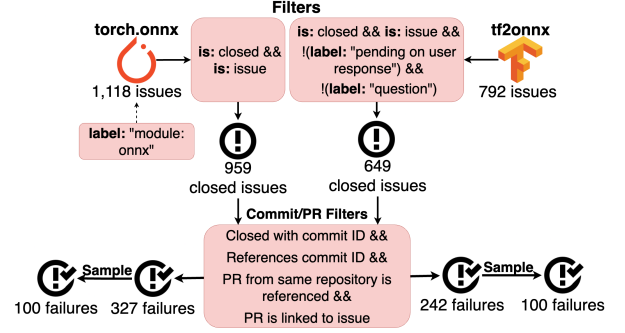 Filters
torch.onnx
1,118 issues
label: "module:
onnx"
is: closed &&
is: issue
is: closed && is: issue &&
!(label: "pending on user
response") &&
!(label: "question")
tf2onnx
792 issues
959
closed issues
649
closed issues
Commit/PR Filters
Closed with commit ID &&
References commit ID &&
PR from same repository is
referenced &&
PR is linked to issue
Sample
100 failures
327 failures
242 failures
Sample
100 failures